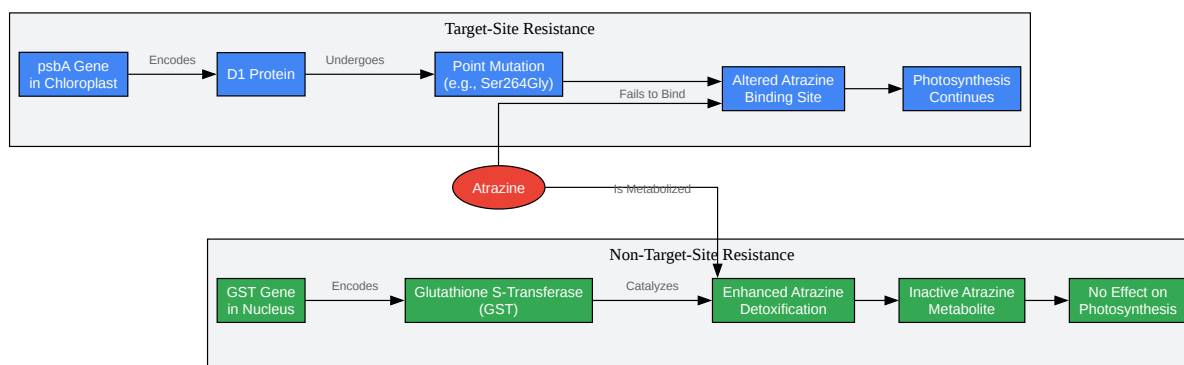 Target-Site Resistance
psbA Gene
in Chloroplast
Encodes
D1 Protein
Undergoes
Point Mutation
(e.g., Ser264Gly)
Fails to Bind
Altered Atrazine
Binding Site
Photosynthesis
Continues
Atrazine
Is Metabolized
Non-Target-Site Resistance
GST Gene
in Nucleus
Encodes
Glutathione S-Transferase
(GST)
Catalyzes
Enhanced Atrazine
Detoxification
Inactive Atrazine
Metabolite
No Effect on
Photosynthesis